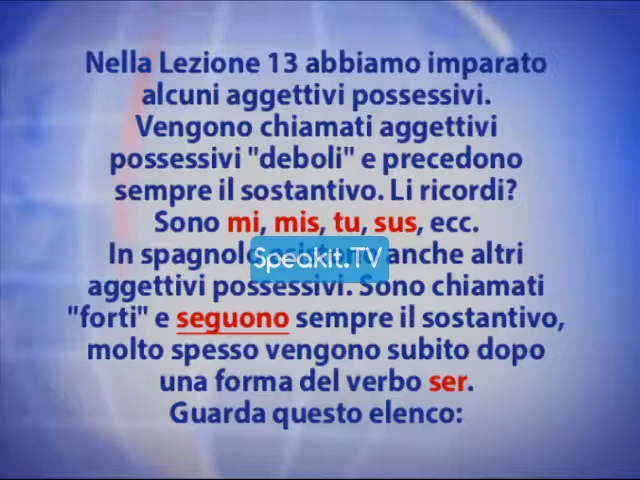 Nella Lezione 13 abbiamo imparato
alcuni aggettivi possessivi.
Vengono chiamati aggettivi
possessivi "deboli" e precedono
sempre il sostantivo. Li ricordi?
Sono mi, mis, tu, sus, ecc.
In spagnolo esistono anche altri
Speakit.TV
aggettivi possessivi. Sono chiamati
"forti" e seguono sempre il sostantivo,
molto spesso vengono subito dopo
una forma del verbo ser.
Guarda questo elenco: